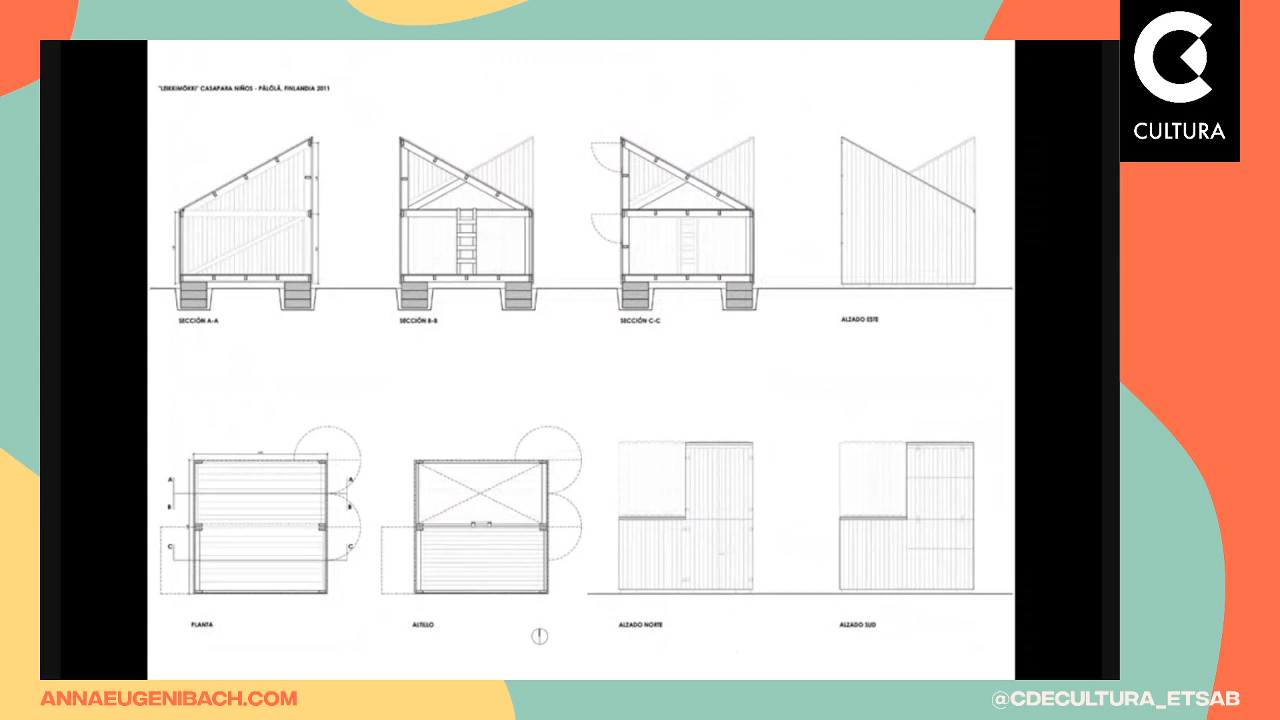 "LEIKKIMÖKKI" CASAPARA NIÑOS - PÄLÖLÄ, FINLANDIA 2011
CULTURA
SECCIÓN A-A
SECCIÓN B-B
SECCIÓN C-C
ALZADO ESTE
A
A
B
B
C
C
PLANTA
ALTILLO
ALZADO NORTE
ALZADO SUD
ANNAEUGENIBACH.COM
@CDECULTURA_ETSAB